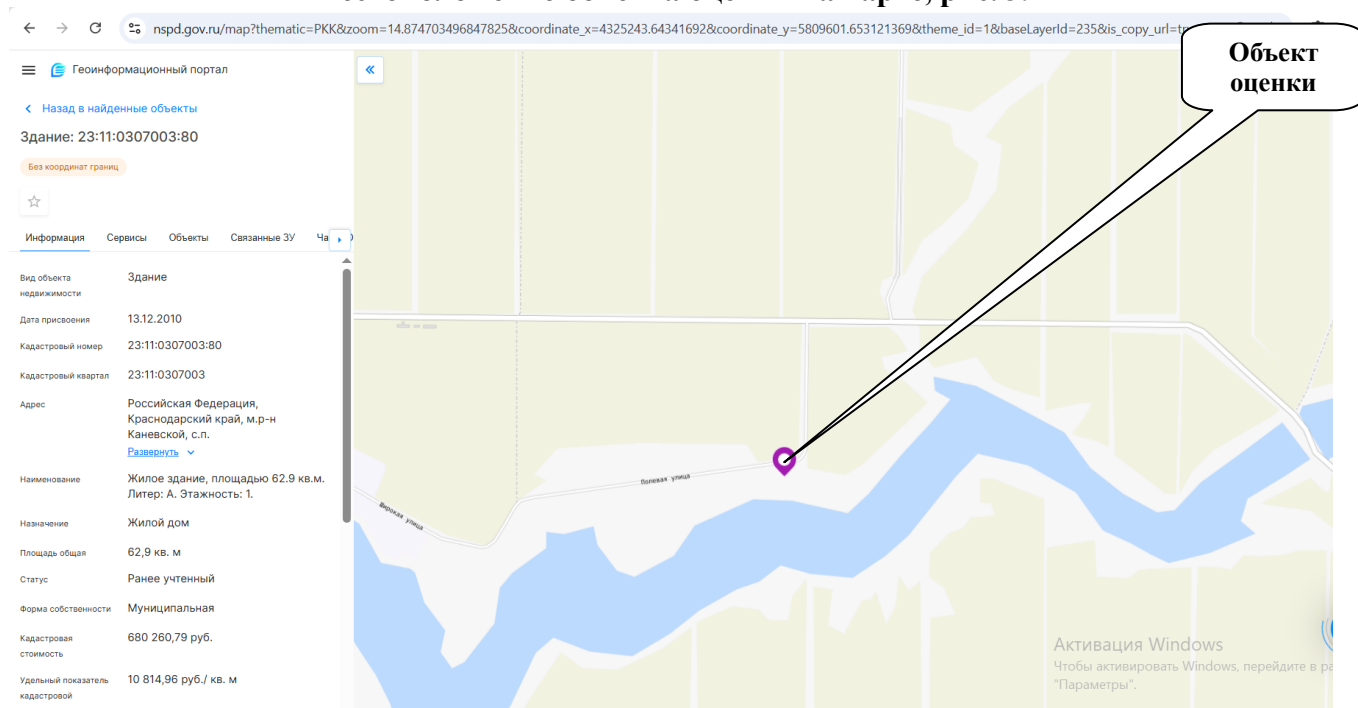 nspd.gov.ru/map?thematic=PKK&zoom=14.874703496847825&coordinate_x=4325243.64341692&coordinate_y=5809601.653121369&theme_id=1&baseLayerId=235&is_copy_url=tr
Объект
оценки
Геоинформационный портал
Назад в найденные объекты
Здание: 23:11:0307003:80
Без координат границ
Информация Сервисы Объекты Связанные ЗУ
Вид объекта недвижимости Здание
Дата присвоения 13.12.2010
Кадастровый номер 23:11:0307003:80
Кадастровый квартал 23:11:0307003
Адрес Российская Федерация,
Краснодарский край, м.р-н
Каневской, с.п.
Развернуть
Наименование Жилое здание, площадью 62.9 кв.м.
Литер: А. Этажность: 1.
Назначение Жилой дом
Площадь общая 62,9 кв. м
Статус Ранее учтенный
Форма собственности Муниципальная
Кадастровая стоимость 680 260,79 руб.
Удельный показатель кадастровой 10 814,96 руб./ кв. м
Полевая улица
Широкая улица
Активация Windows
Чтобы активировать Windows, перейдите в ра
"Параметры".